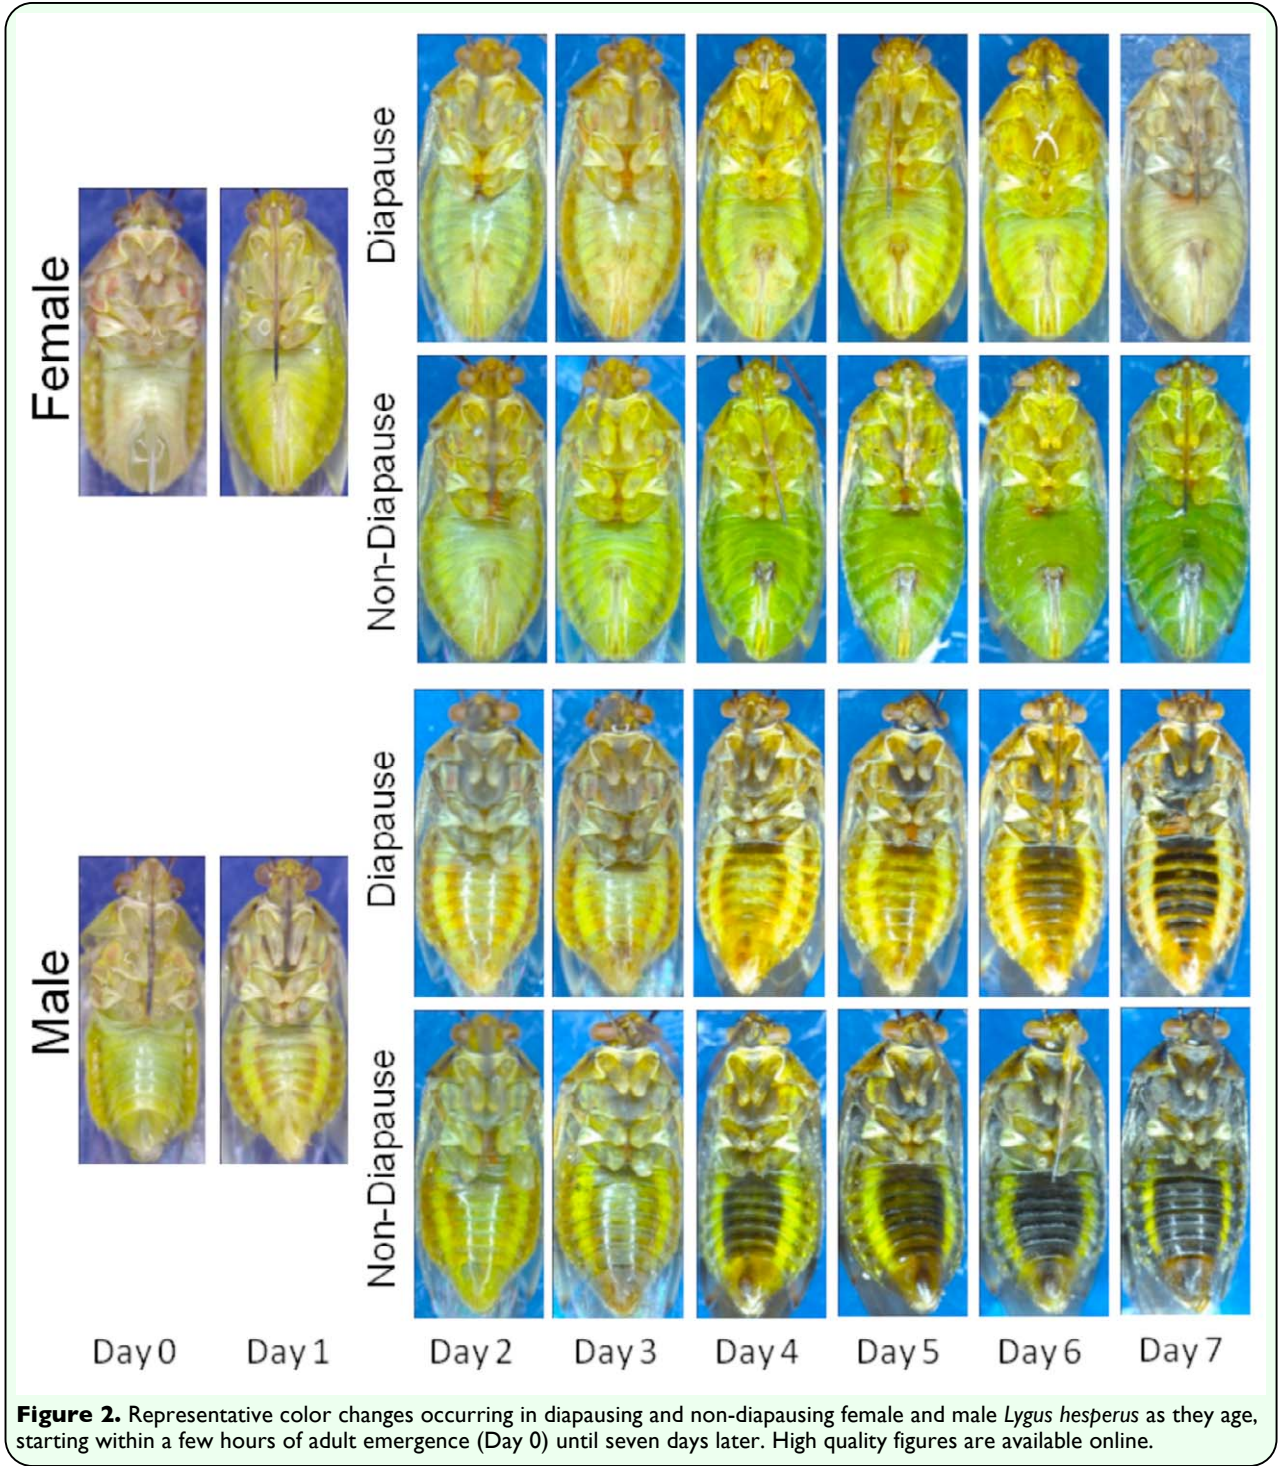 Female
Diapause
Non-Diapause
Male
Diapause
Non-Diapause
Day 0 Day 1 Day 2 Day 3 Day 4 Day 5 Day 6 Day 7
Figure 2. Representative color changes occurring in diapausing and non-diapausing female and male Lygus hesperus as they age,
starting within a few hours of adult emergence (Day 0) until seven days later. High quality figures are available online.